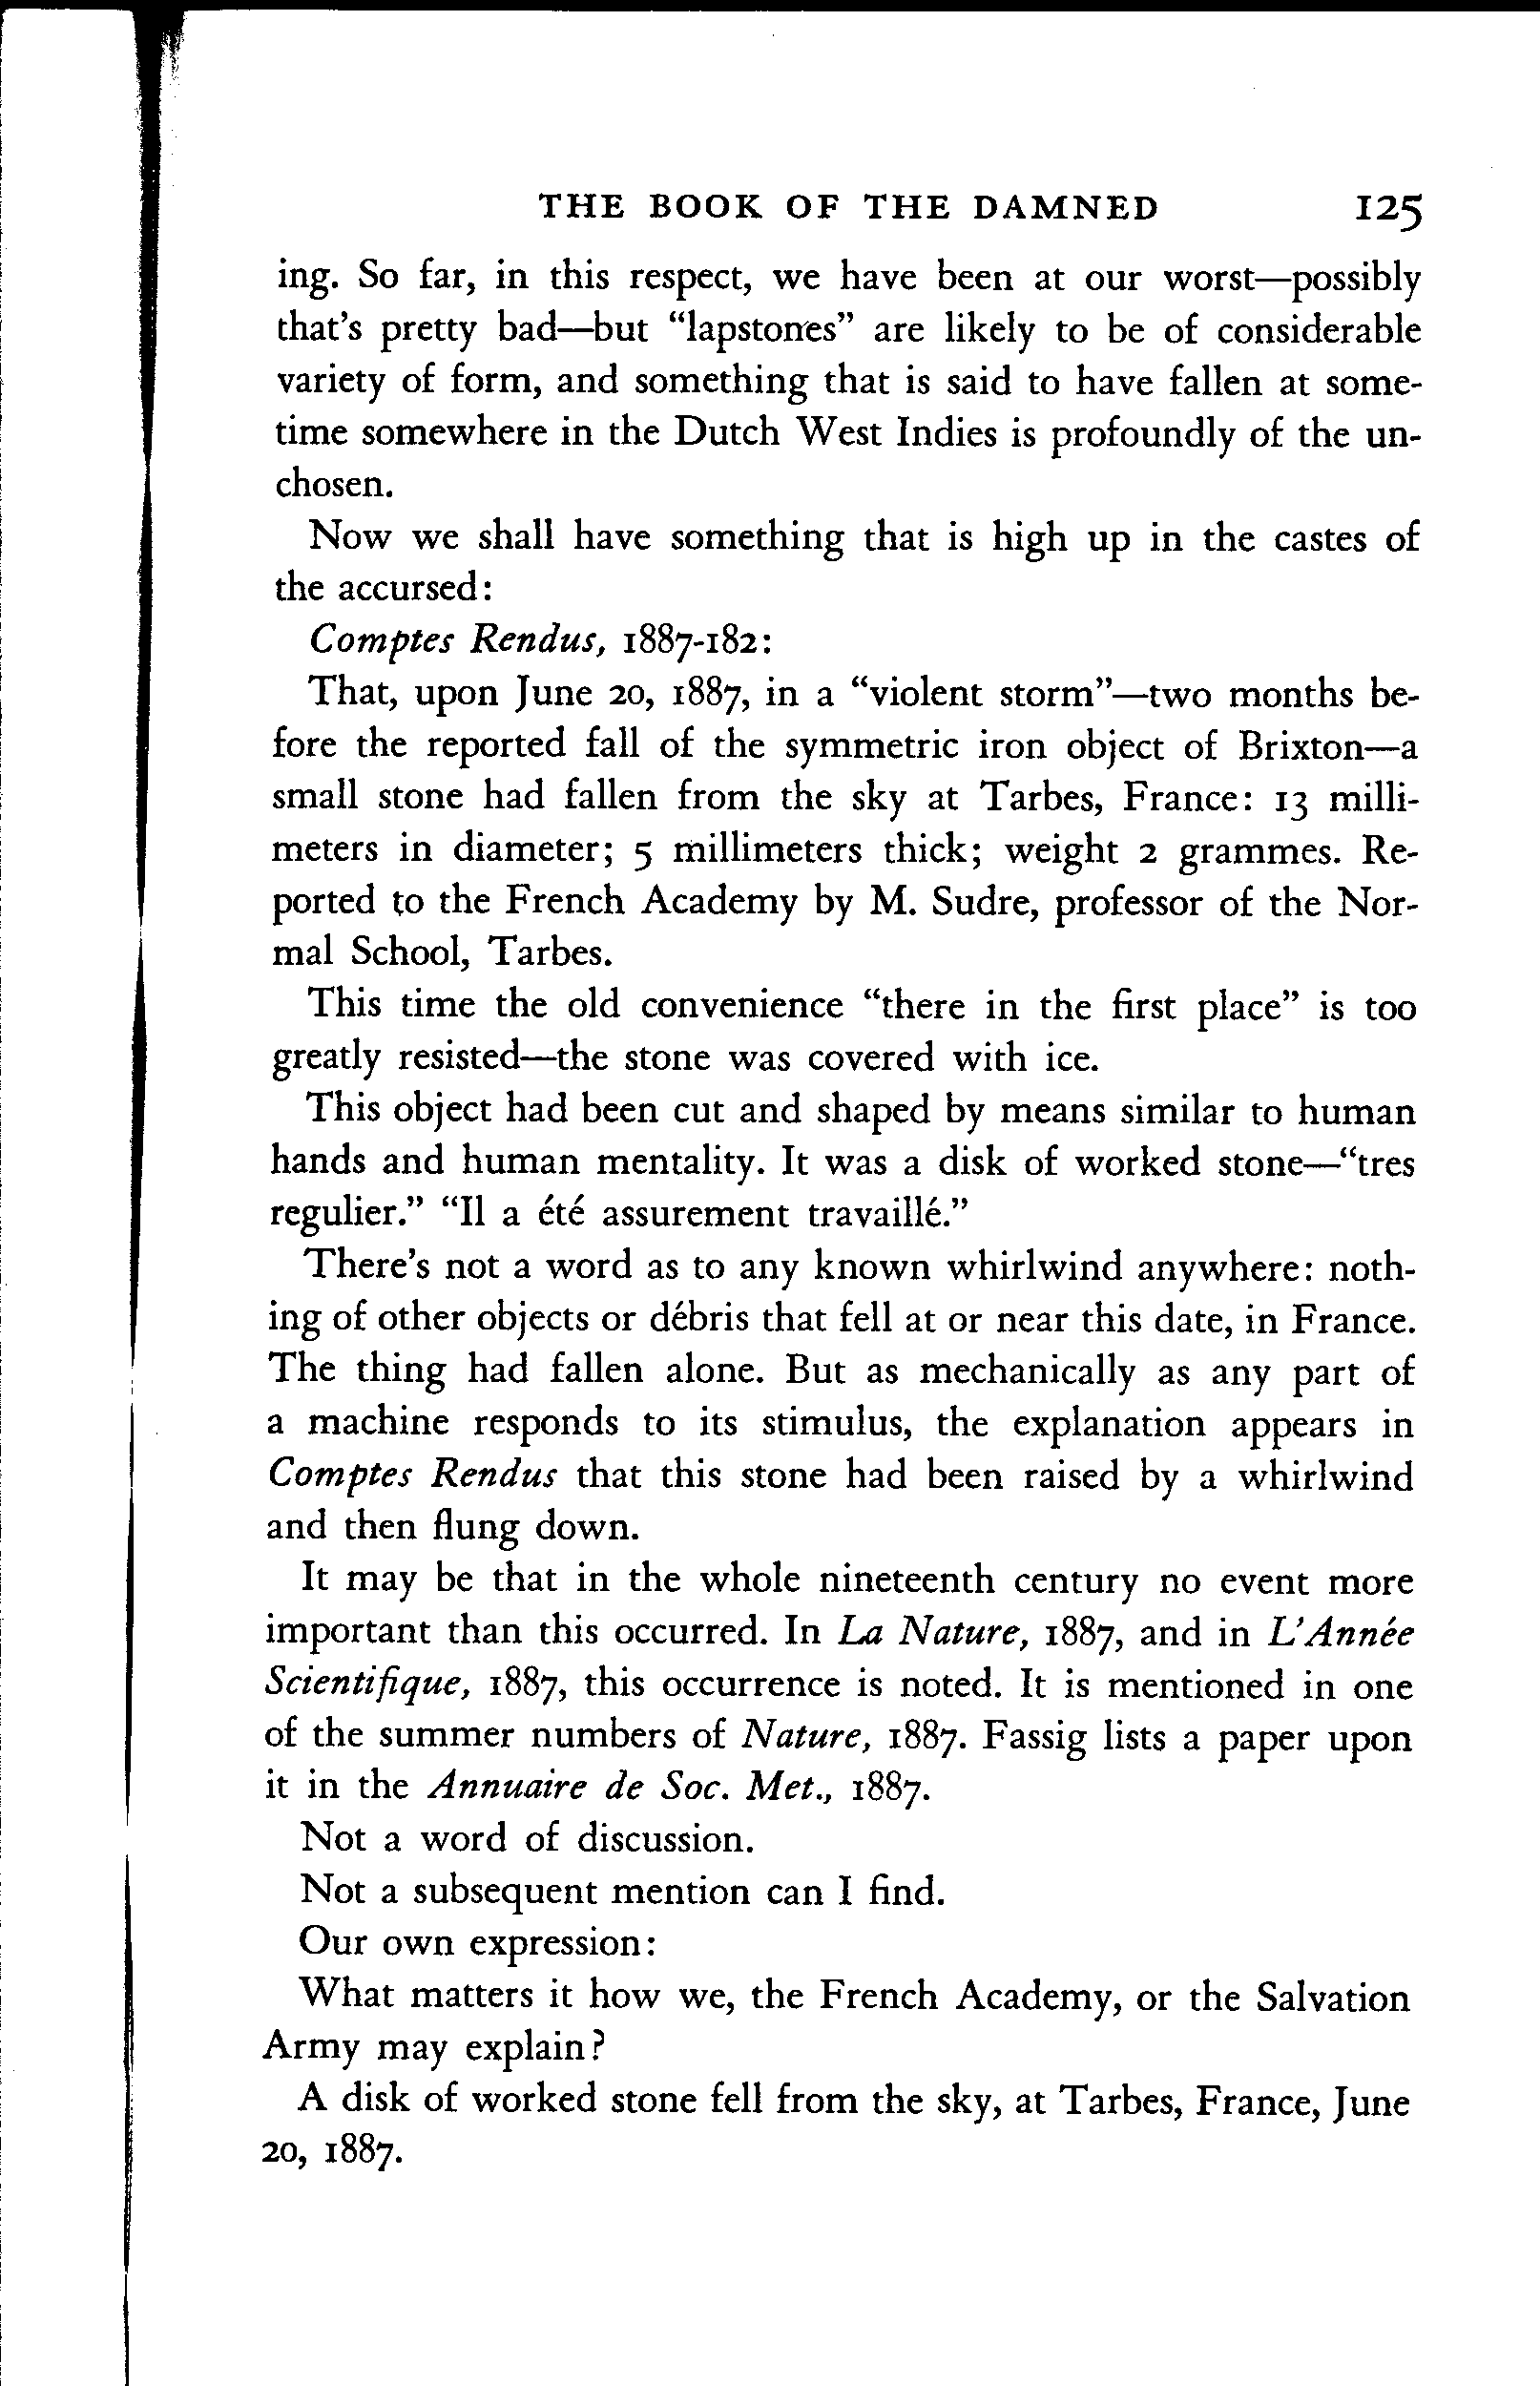 THE BOOK OF THE DAMNED 125
ing. So far, in this respect, we have been at our worst—possibly
that's pretty bad—but "lapstones" are likely to be of considerable
variety of form, and something that is said to have fallen at some-
time somewhere in the Dutch West Indies is profoundly of the un-
chosen.
Now we shall have something that is high up in the castes of
the accursed:
Comptes Rendus, 1887-182:
That, upon June 20, 1887, in a "violent storm"—two months be-
fore the reported fall of the symmetric iron object of Brixton—a
small stone had fallen from the sky at Tarbes, France: 13 milli-
meters in diameter; 5 millimeters thick; weight 2 grammes. Re-
ported to the French Academy by M. Sudre, professor of the Nor-
mal School, Tarbes.
This time the old convenience "there in the first place" is too
greatly resisted—the stone was covered with ice.
This object had been cut and shaped by means similar to human
hands and human mentality. It was a disk of worked stone—"tres
regulier." "Il a été assurement travaillé."
There's not a word as to any known whirlwind anywhere: noth-
ing of other objects or débris that fell at or near this date, in France.
The thing had fallen alone. But as mechanically as any part of
a machine responds to its stimulus, the explanation appears in
Comptes Rendus that this stone had been raised by a whirlwind
and then flung down.
It may be that in the whole nineteenth century no event more
important than this occurred. In La Nature, 1887, and in L'Année
Scientifique, 1887, this occurrence is noted. It is mentioned in one
of the summer numbers of Nature, 1887. Fassig lists a paper upon
it in the Annuaire de Soc. Met., 1887.
Not a word of discussion.
Not a subsequent mention can I find.
Our own expression:
What matters it how we, the French Academy, or the Salvation
Army may explain?
A disk of worked stone fell from the sky, at Tarbes, France, June
20, 1887.